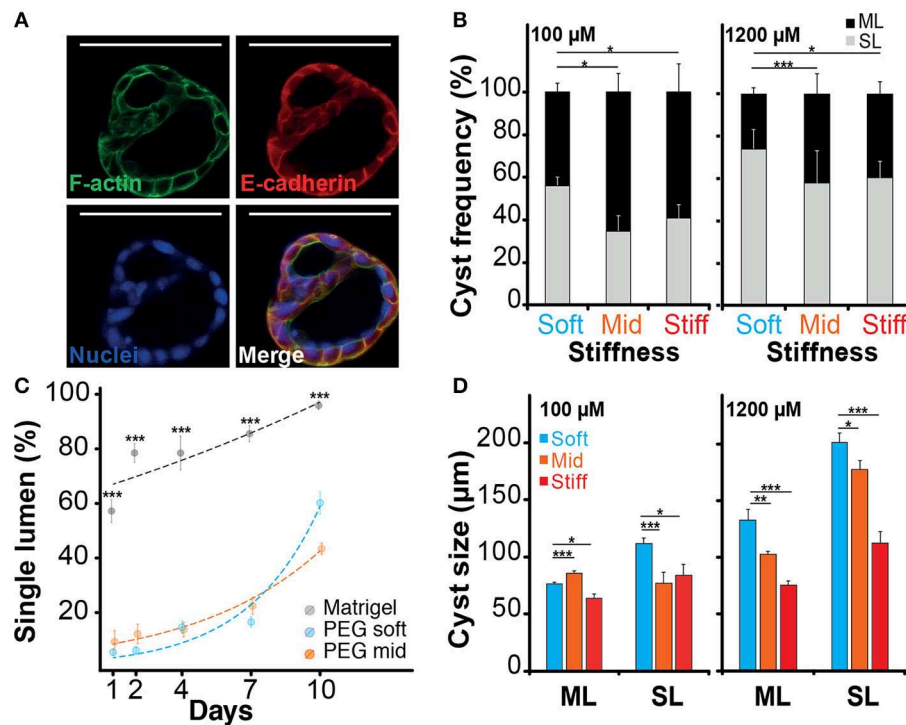 A
F-actin
E-cadherin
Nuclei
Merge
B
100 µM
1200 µM
ML
SL
*
*
*
***
Cyst frequency (%)
100
80
60
40
20
0
Soft Mid Stiff
Soft Mid Stiff
Stiffness
Stiffness
C
100
80
60
40
20
Single lumen (%)
***
***
***
***
***
Matrigel
PEG soft
PEG mid
1 2 4 7 10
Days
D
100 µM
1200 µM
Soft
Mid
Stiff
Cyst size (µm)
200
150
100
50
0
*
***
*
***
***
**
***
*
ML SL
ML SL